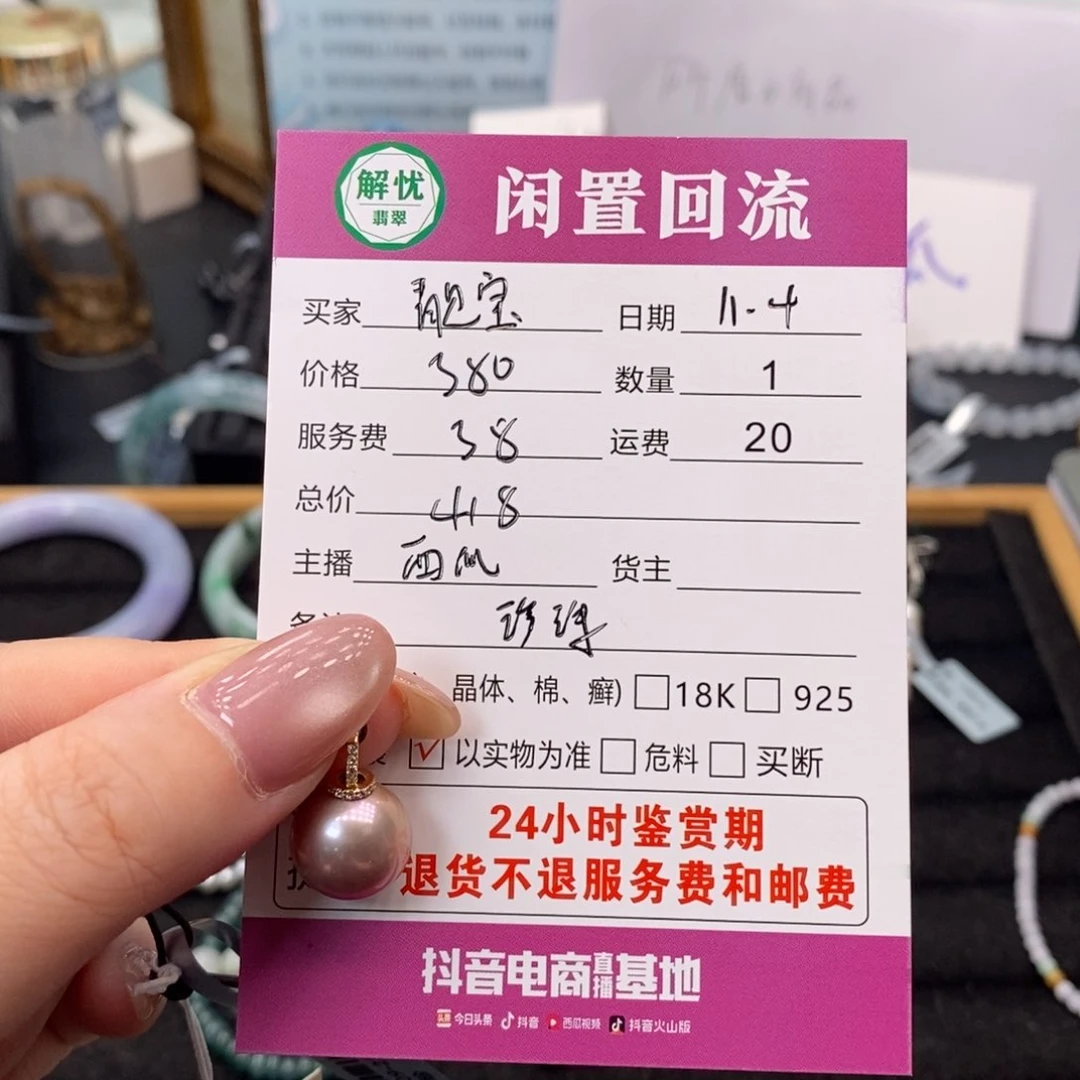 解忧
翡翠
闲置回流
买家 靓宝 日期 11-4
价格 380 数量 1
服务费 38 运费 20
总价 418
主播 西瓜 货主
珍珠
晶体、棉、癣) 18K 925
✓ 以实物为准 危料 买断
24小时鉴赏期
退货不退服务费和邮费
抖音电商直播基地
头条 今日头条 抖音 西瓜视频 抖音火山版